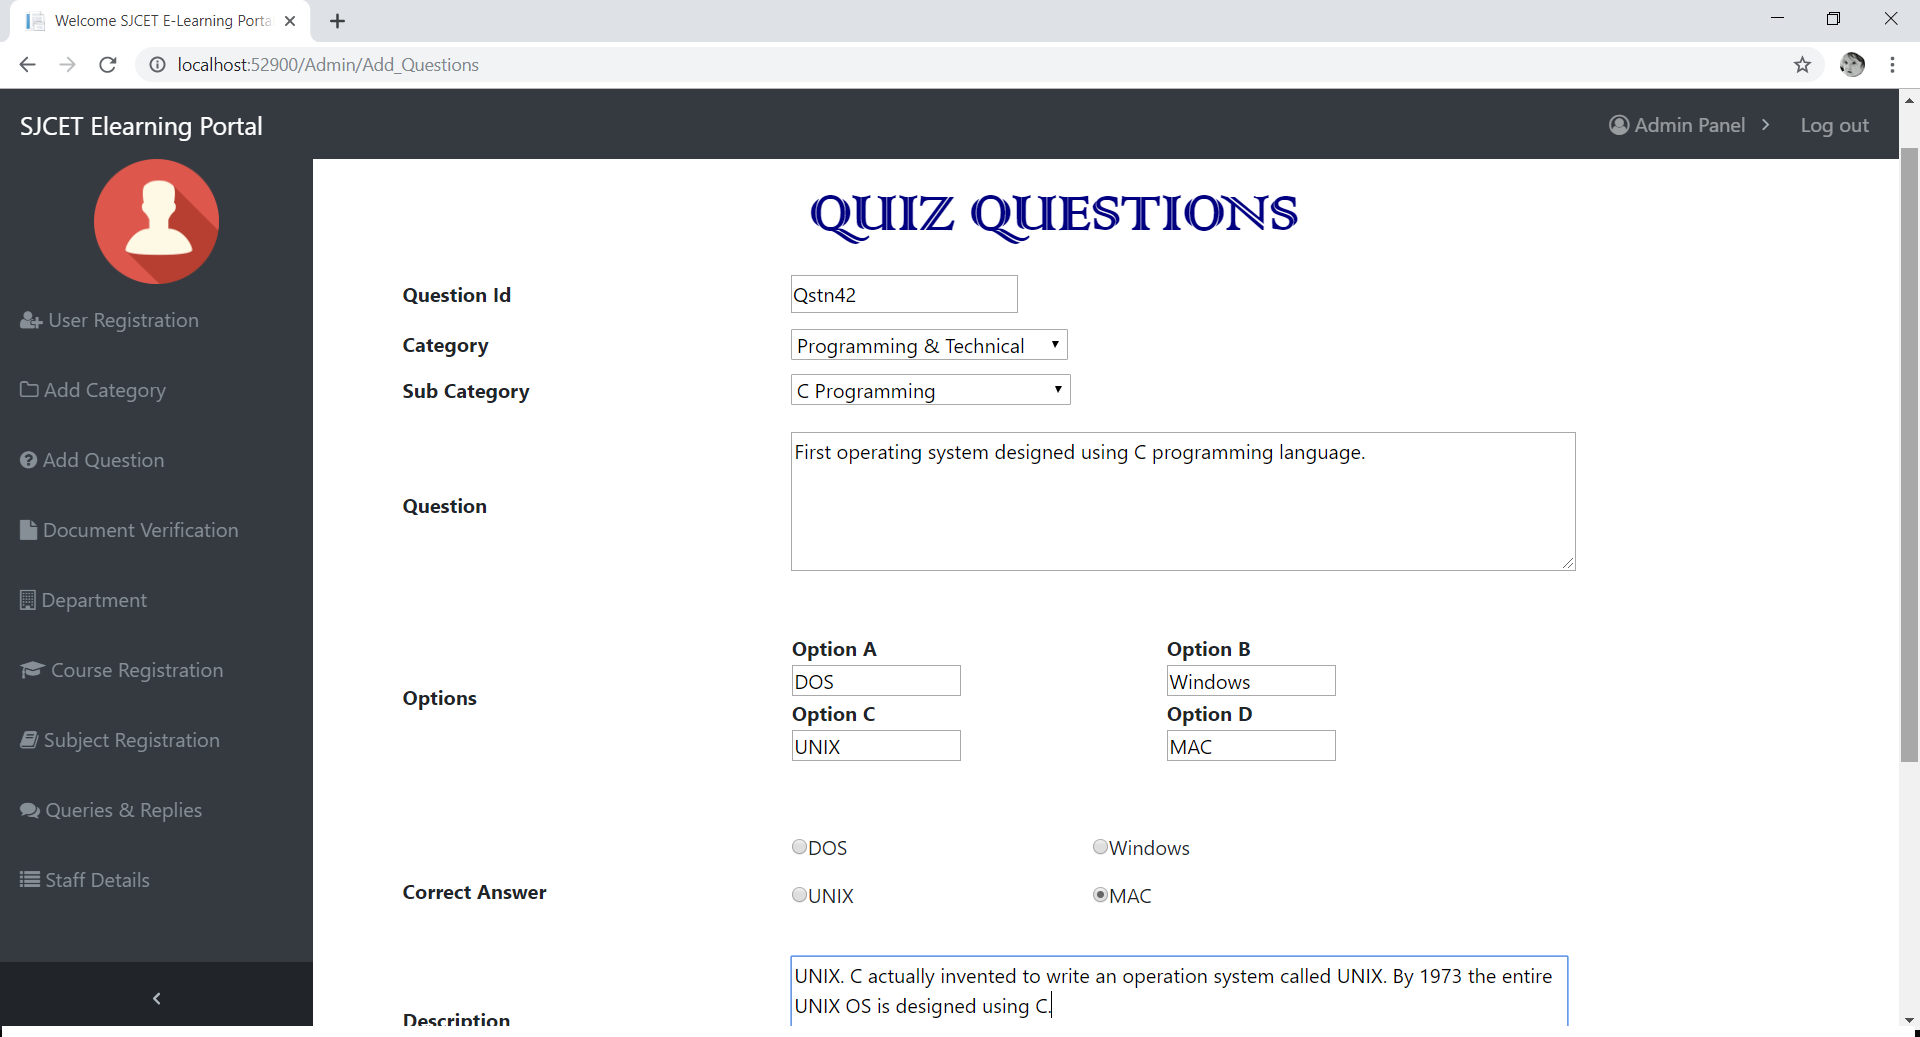 Welcome SJCET E-Learning Porta
localhost:52900/Admin/Add_Questions
SJCET Elearning Portal
Admin Panel
Log out
User Registration
Add Category
Add Question
Document Verification
Department
Course Registration
Subject Registration
Queries & Replies
Staff Details
QUIZ QUESTIONS
Question Id
Qstn42
Category
Programming & Technical
Sub Category
C Programming
Question
First operating system designed using C programming language.
Options
Option A
DOS
Option B
Windows
Option C
UNIX
Option D
MAC
Correct Answer
DOS
Windows
UNIX
MAC
Description
UNIX. C actually invented to write an operation system called UNIX. By 1973 the entire
UNIX OS is designed using C.